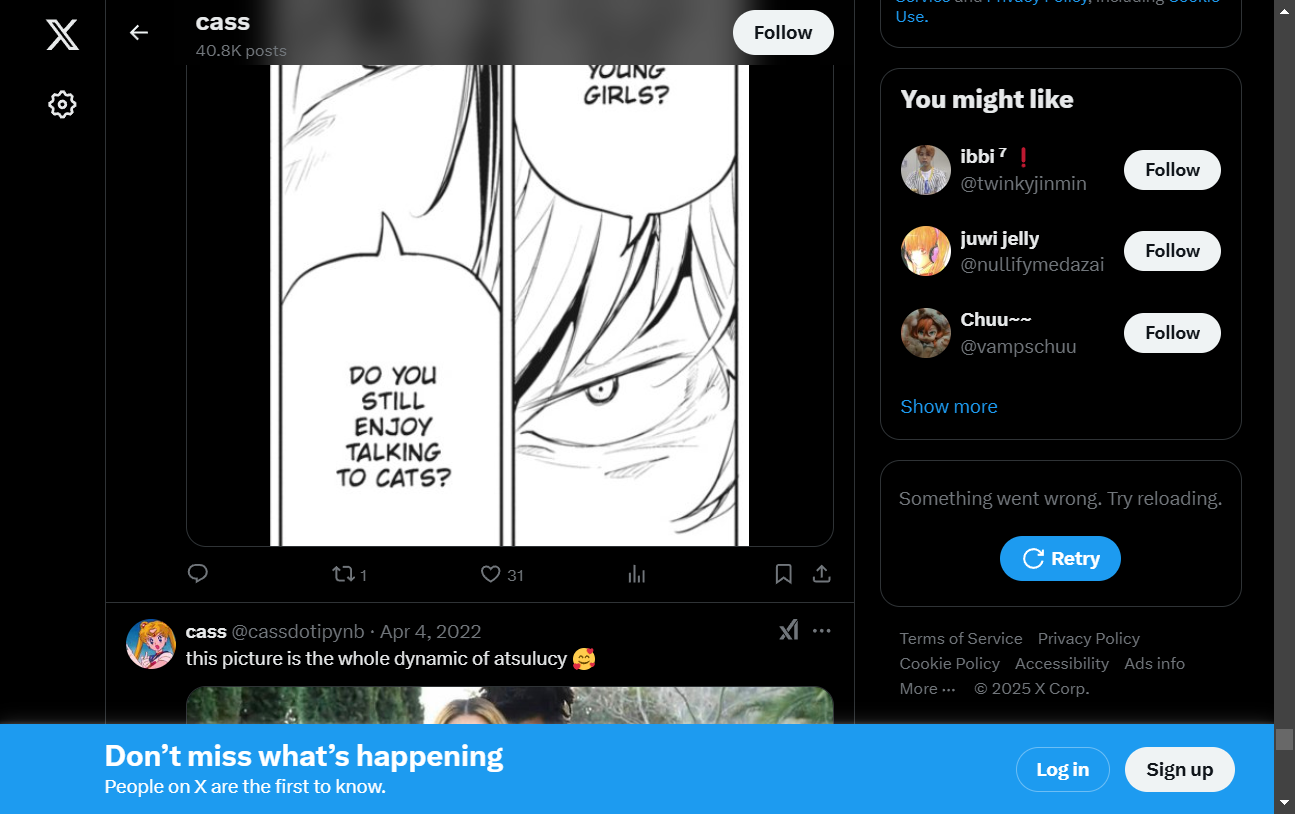 cass
40.8K posts
Follow
YOUNG
GIRLS?
DO YOU
STILL
ENJOY
TALKING
TO CATS?
1
31
cass @cassdotipynb · Apr 4, 2022
this picture is the whole dynamic of atsulucy 🥰
Service and Privacy Policy, including Cookie
Use.
You might like
ibbi ⁷ ❗
@twinkyjinmin
Follow
juwi jelly
@nullifymedazai
Follow
Chuu~~
@vampschuu
Follow
Show more
Something went wrong. Try reloading.
Retry
Terms of Service Privacy Policy
Cookie Policy Accessibility Ads info
More ··· © 2025 X Corp.
Don’t miss what’s happening
People on X are the first to know.
Log in
Sign up